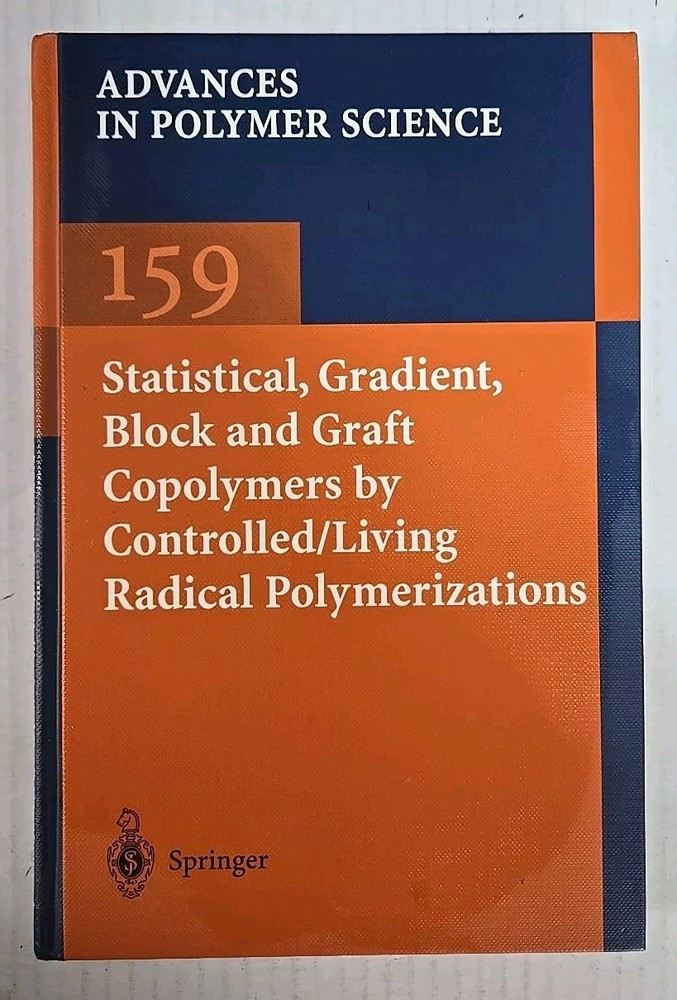 ADVANCES
IN POLYMER SCIENCE
159
Statistical, Gradient,
Block and Graft
Copolymers by
Controlled/Living
Radical Polymerizations
Springer